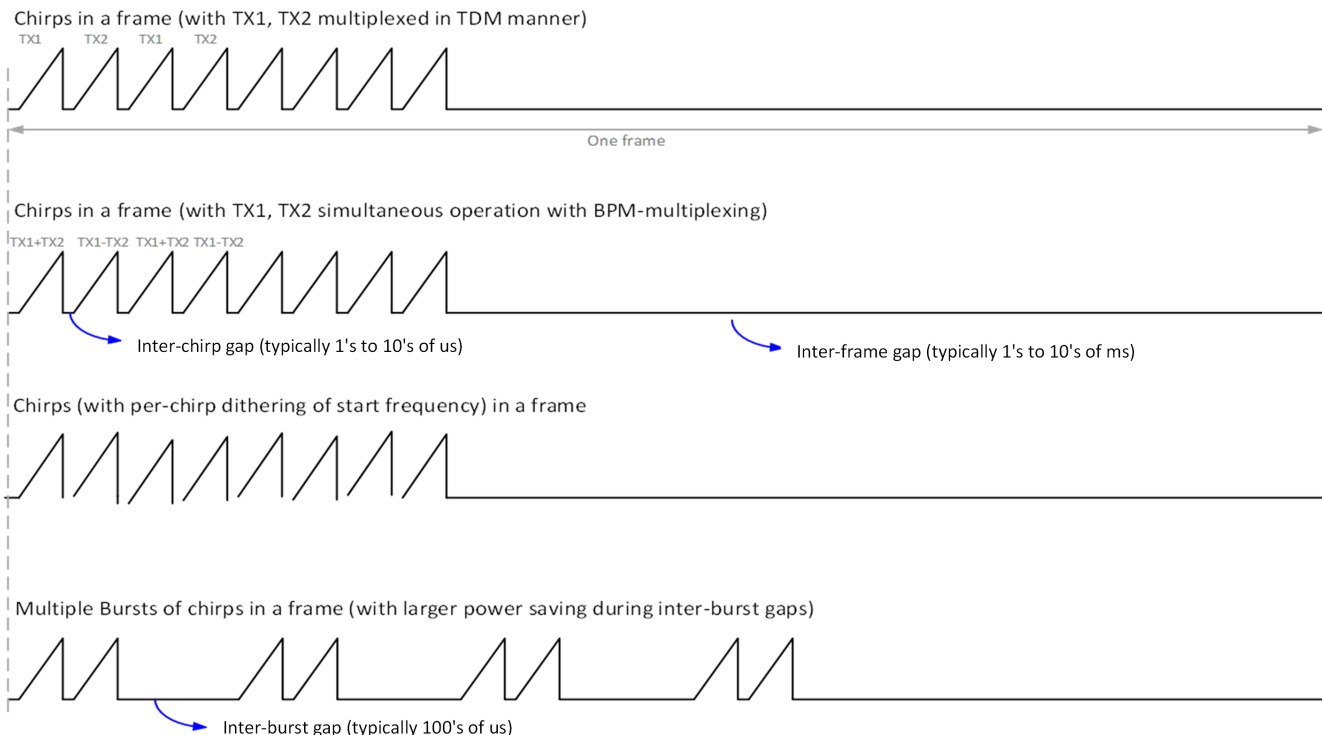 Chirps in a frame (with TX1, TX2 multiplexed in TDM manner)
TX1 TX2 TX1 TX2
One frame
Chirps in a frame (with TX1, TX2 simultaneous operation with BPM-multiplexing)
TX1+TX2 TX1-TX2 TX1+TX2 TX1-TX2
Inter-chirp gap (typically 1's to 10's of us)
Inter-frame gap (typically 1's to 10's of ms)
Chirps (with per-chirp dithering of start frequency) in a frame
Multiple Bursts of chirps in a frame (with larger power saving during inter-burst gaps)
Inter-burst gap (typically 100's of us)